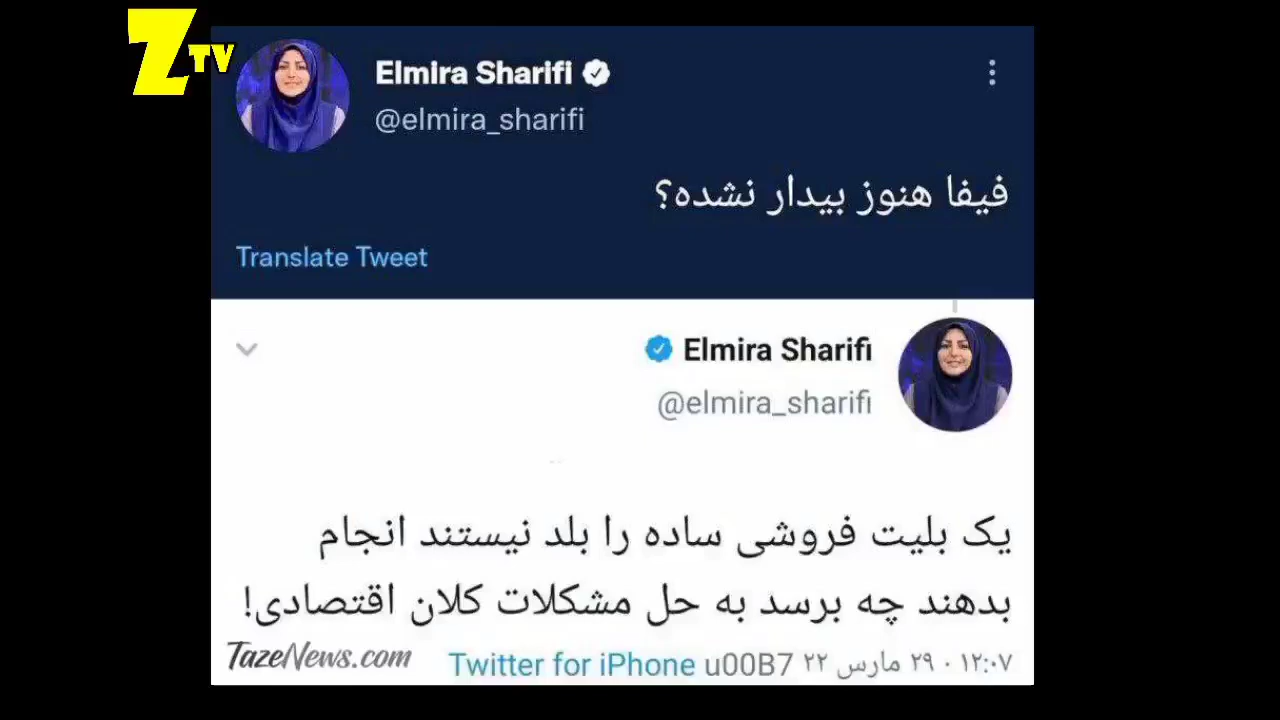 Z TV
Elmira Sharifi
@elmira_sharifi
فیفا هنوز بیدار نشده؟
Translate Tweet
Elmira Sharifi
@elmira_sharifi
یک بلیت فروشی ساده را بلد نیستند انجام
بدهند چه برسد به حل مشکلات کلان اقتصادی!
TazeNews.com
۱۲:۰۷ · ۲۹ مارس ۲۲ u00B7 Twitter for iPhone